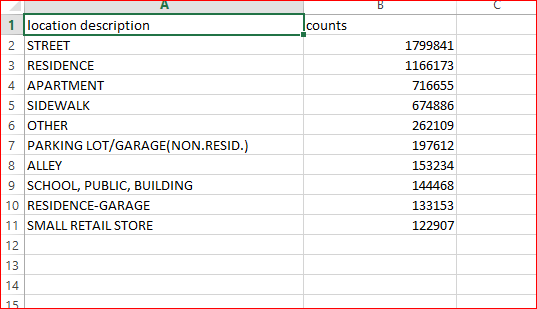 A B C
1 location description counts
2 STREET 1799841
3 RESIDENCE 1166173
4 APARTMENT 716655
5 SIDEWALK 674886
6 OTHER 262109
7 PARKING LOT/GARAGE(NON.RESID.) 197612
8 ALLEY 153234
9 SCHOOL, PUBLIC, BUILDING 144468
10 RESIDENCE-GARAGE 133153
11 SMALL RETAIL STORE 122907
12
13
14
15